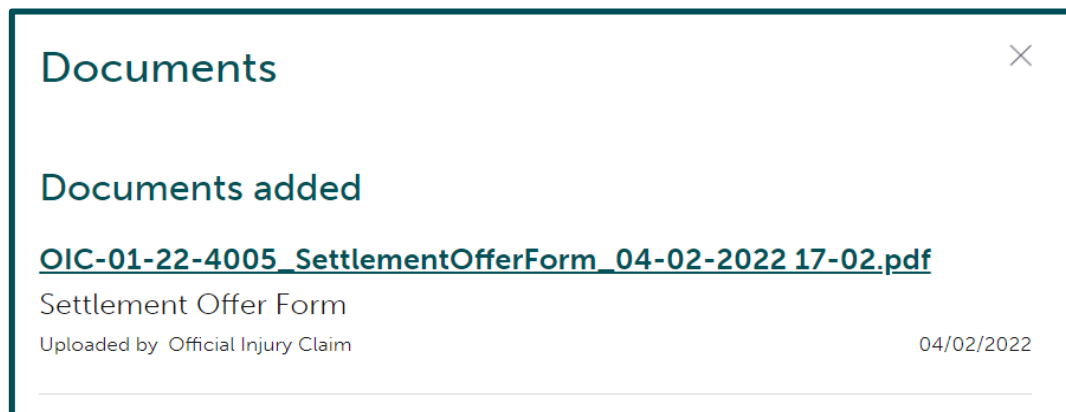 Documents
Documents added
OIC-01-22-4005_SettlementOfferForm_04-02-2022 17-02.pdf
Settlement Offer Form
Uploaded by Official Injury Claim 04/02/2022